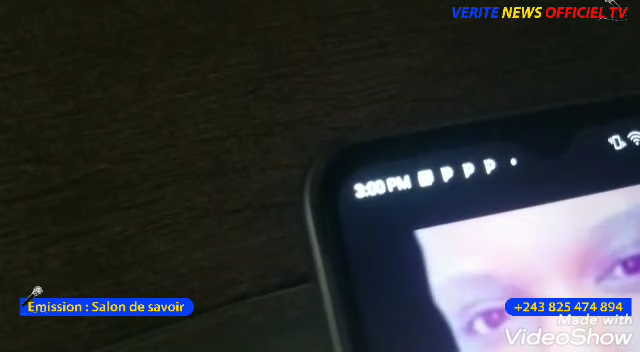 VERITE NEWS OFFICIEL TV
3:00 PM
Emission : Salon de savoir
+243 825 474 894
Made with
VideoShow